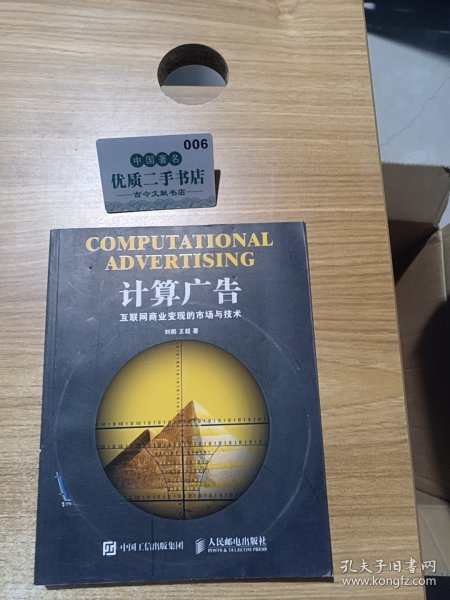 006
中国著名
优质二手书店
古今文献书店
COMPUTATIONAL
ADVERTISING
计算广告
互联网商业变现的市场与技术
刘鹏 王超 著
中国工信出版集团
人民邮电出版社
POSTS & TELECOM PRESS
孔夫子旧书网
www.kongfz.com